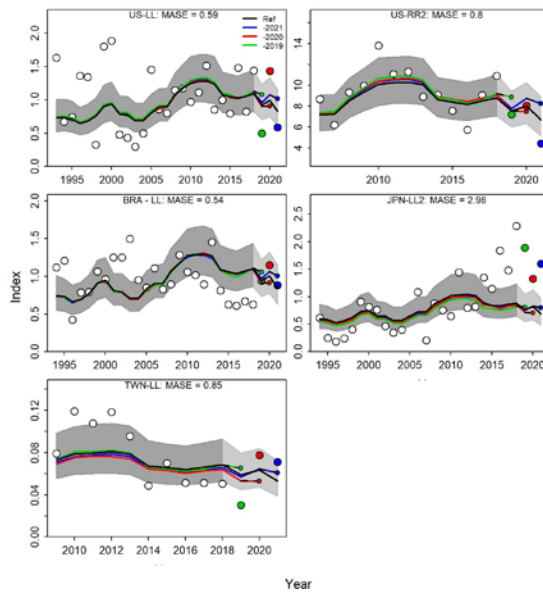 US-LL: MASE = 0.59
US-RR2: MASE = 0.8
Ref
-2021
-2020
-2019
0.0 0.5 1.0 1.5 2.0
1995 2000 2005 2010 2015 2020
4 6 8 10 12 14
2010 2015 2020
BRA - LL: MASE = 0.54
JPN-LL2: MASE = 2.98
Index
0.0 0.5 1.0 1.5 2.0
1995 2000 2005 2010 2015 2020
0.0 0.5 1.0 1.5 2.0 2.5
1995 2000 2005 2010 2015 2020
TWN-LL: MASE = 0.85
0.00 0.04 0.08 0.12
2010 2012 2014 2016 2018 2020
Year